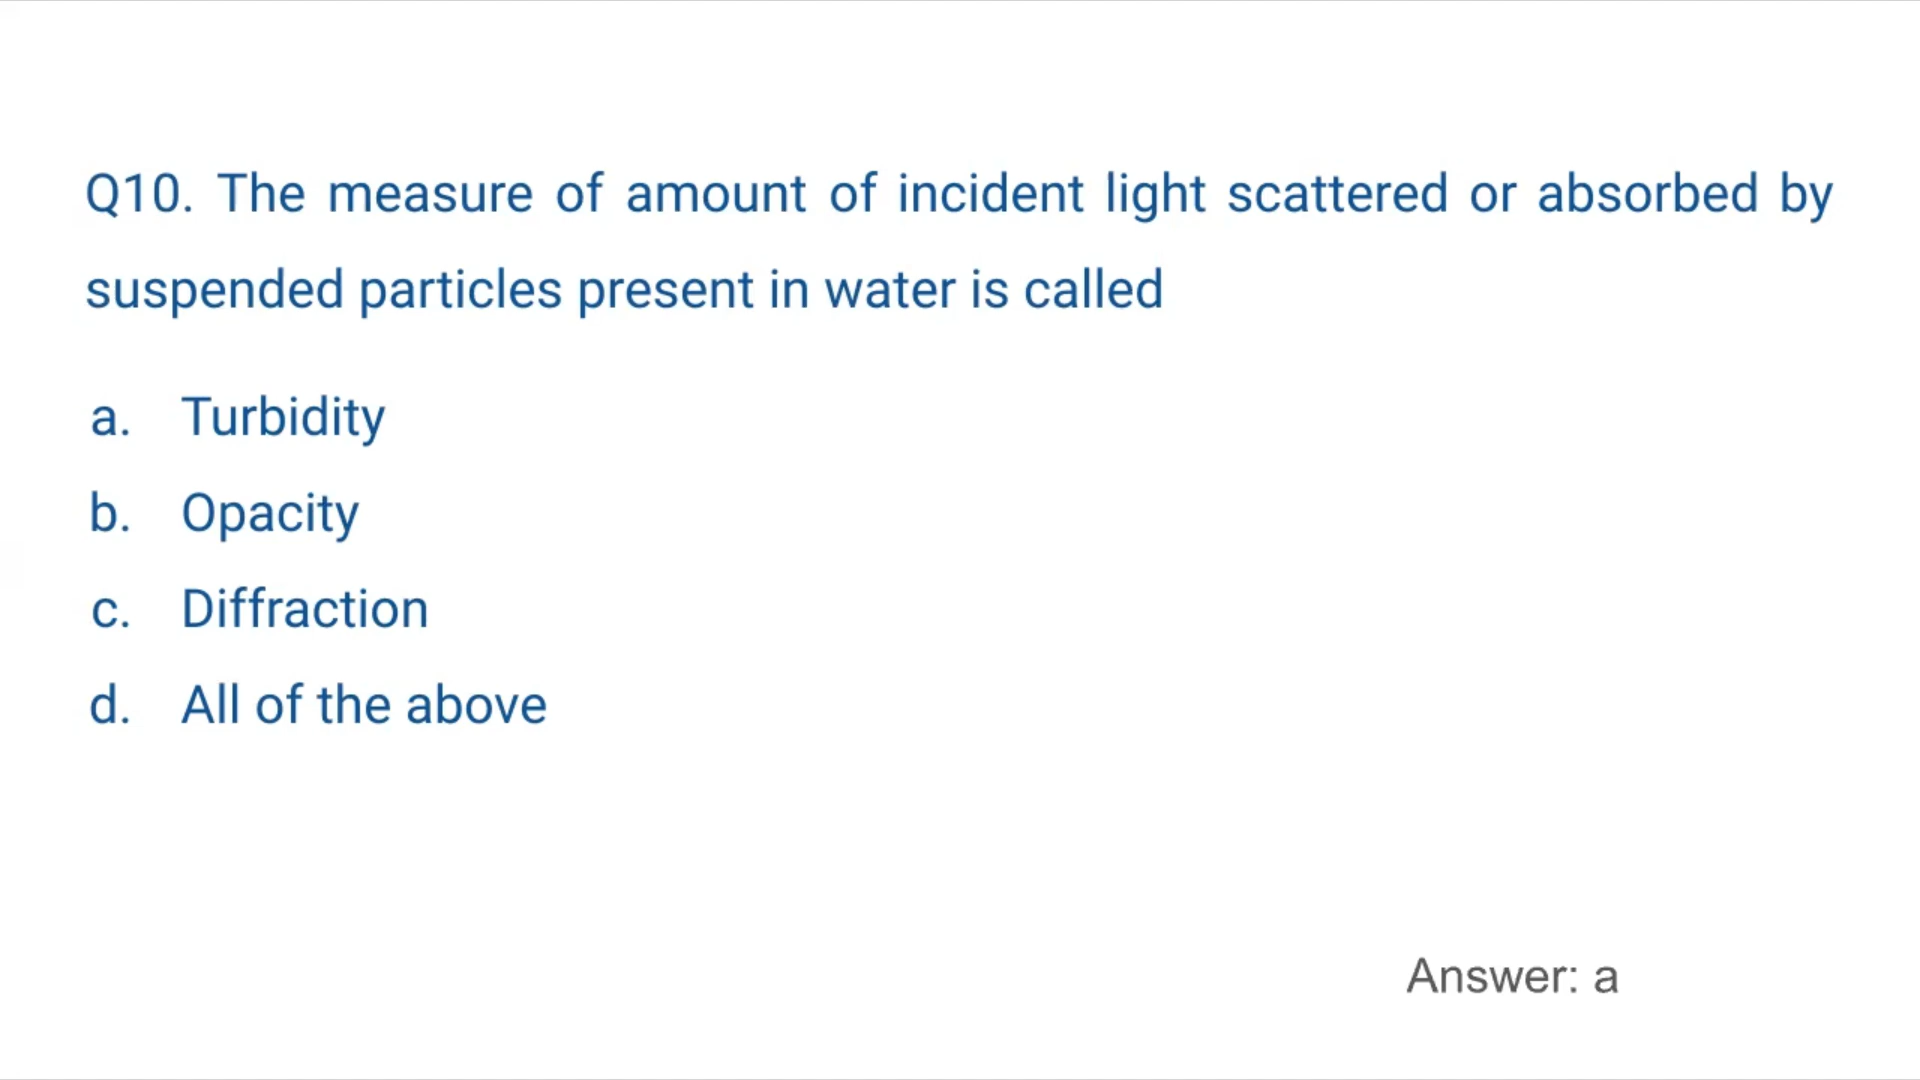 Q10. The measure of amount of incident light scattered or absorbed by
suspended particles present in water is called
a. Turbidity
b. Opacity
c. Diffraction
d. All of the above
Answer: a